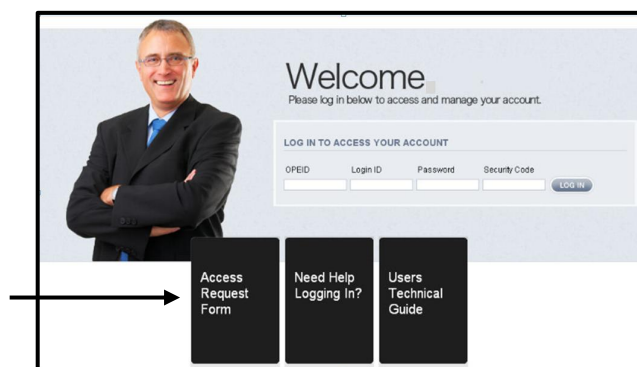 Welcome
Please log in below to access and manage your account.
LOG IN TO ACCESS YOUR ACCOUNT
OPEID Login ID Password Security Code
LOG IN
Access
Request
Form
Need Help
Logging In?
Users
Technical
Guide